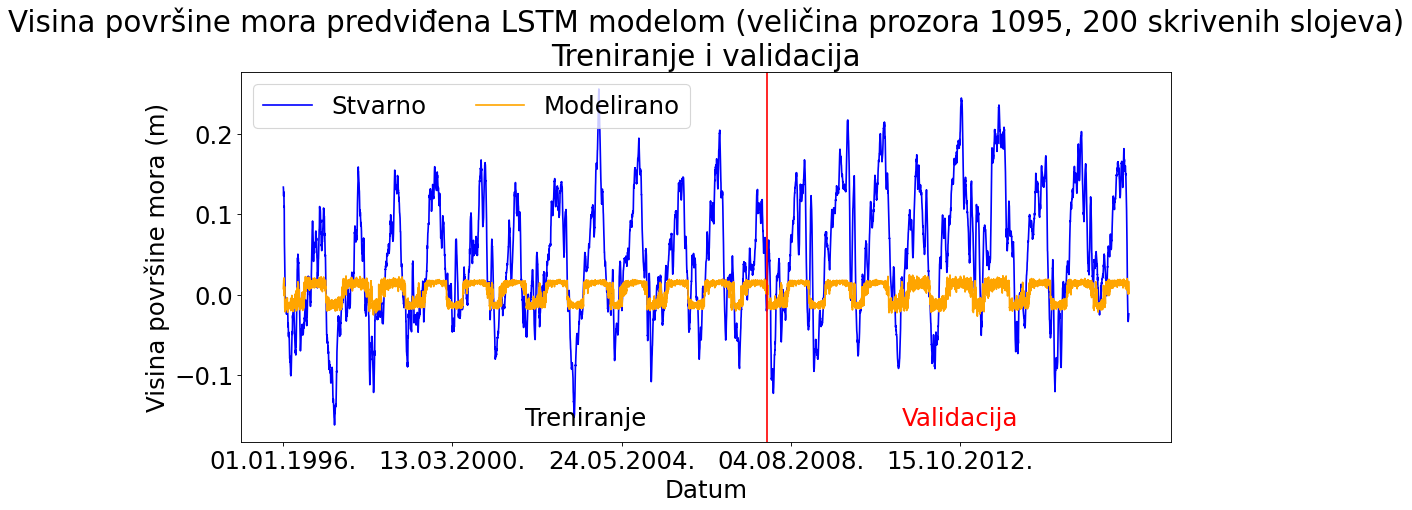 Visina površine mora predviđena LSTM modelom (veličina prozora 1095, 200 skrivenih slojeva)
Treniranje i validacija
Stvarno
Modelirano
Visina površine mora (m)
0.2
0.1
0.0
−0.1
Treniranje
Validacija
01.01.1996.
13.03.2000.
24.05.2004.
04.08.2008.
15.10.2012.
Datum